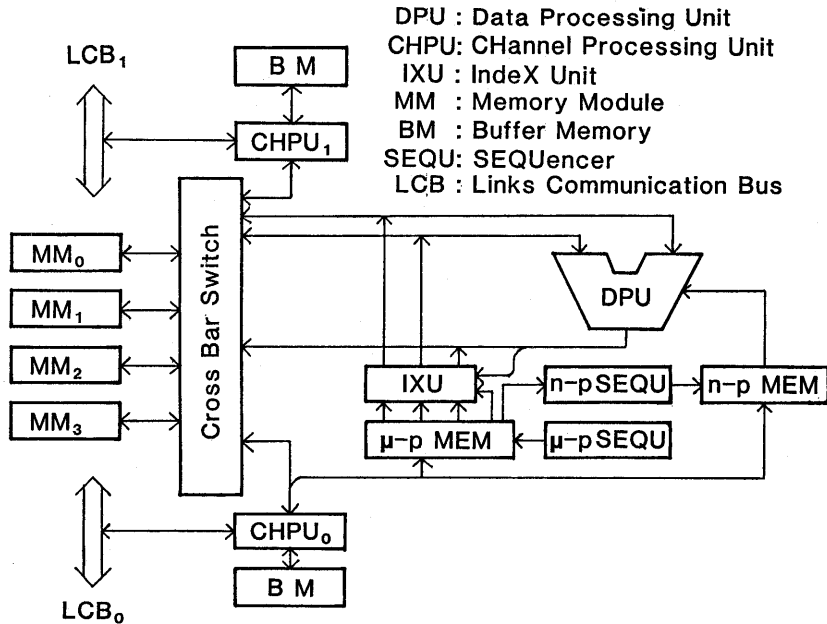 DPU : Data Processing Unit
CHPU: CHannel Processing Unit
IXU : IndeX Unit
MM : Memory Module
BM : Buffer Memory
SEQU: SEQUencer
LCB : Links Communication Bus
LCB₁
B M
CHPU₁
Cross Bar Switch
MM₀
MM₁
MM₂
MM₃
DPU
IXU
n-p SEQU
n-p MEM
μ-p MEM
μ-p SEQU
CHPU₀
B M
LCB₀